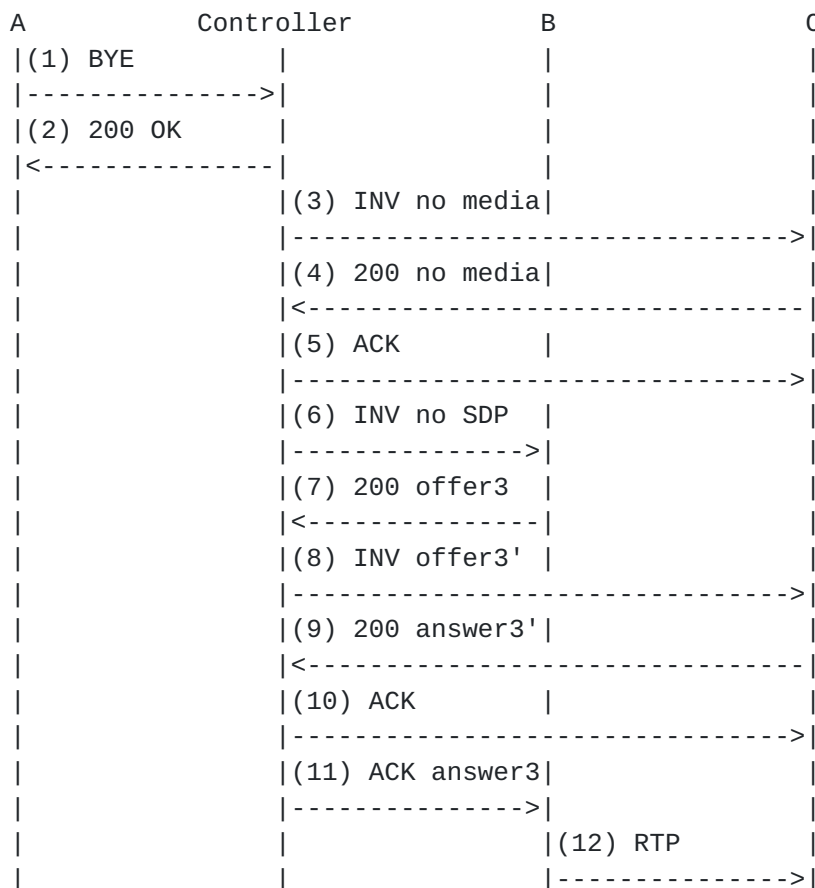 A Controller B C
(1) BYE
(2) 200 OK
(3) INV no media
(4) 200 no media
(5) ACK
(6) INV no SDP
(7) 200 offer3
(8) INV offer3'
(9) 200 answer3'
(10) ACK
(11) ACK answer3
(12) RTP